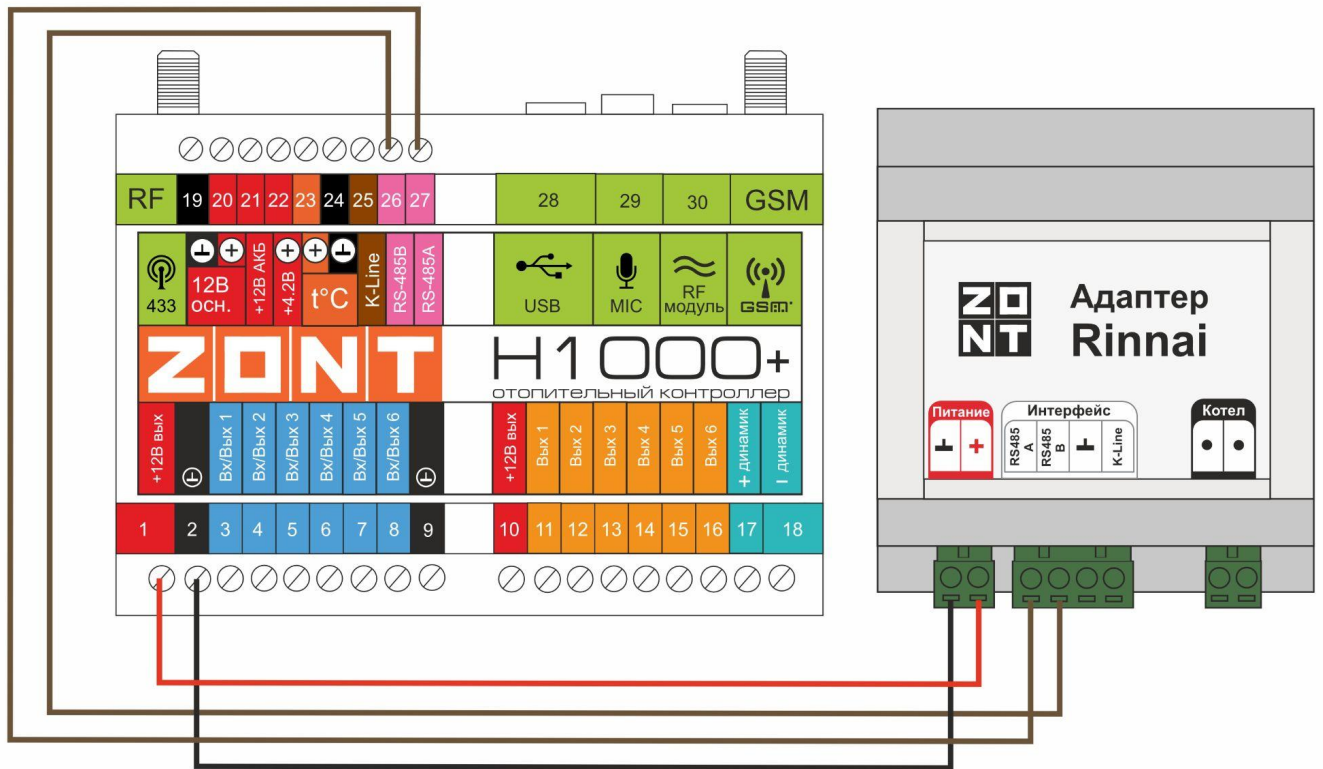 RF 19 20 21 22 23 24 25 26 27 28 29 30 GSM
433
12В
осн.
+12В АКБ
+4.2В
t°C
K-Line
RS-485B
RS-485A
USB
MIC
RF
модуль
GSM
ZONT
H1000+
отопительный контроллер
+12В вых
Вх/Вых 1
Вх/Вых 2
Вх/Вых 3
Вх/Вых 4
Вх/Вых 5
Вх/Вых 6
+12В вых
Вых 1
Вых 2
Вых 3
Вых 4
Вых 5
Вых 6
+ динамик
– динамик
1 2 3 4 5 6 7 8 9 10 11 12 13 14 15 16 17 18
ZO
NT
Адаптер
Rinnai
Питание
+
Интерфейс
RS485
A
RS485
B
K-Line
Котел